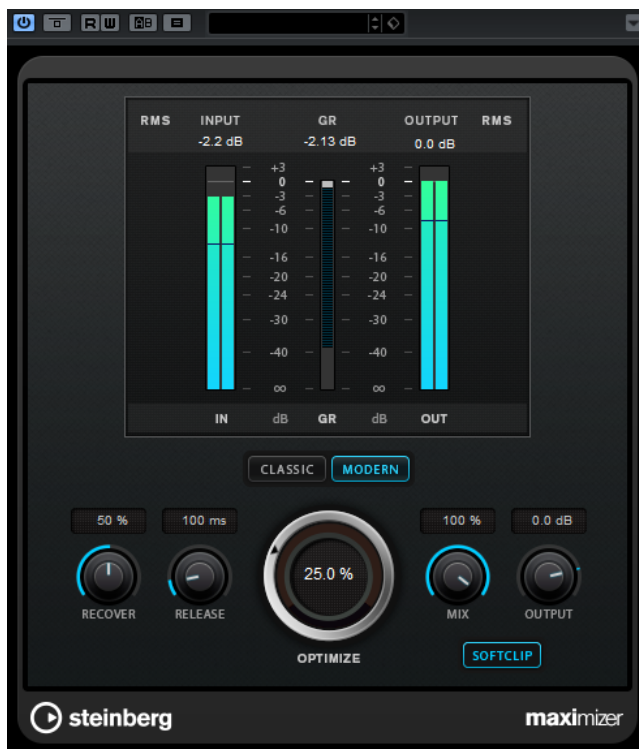 R W AB
RMS INPUT GR OUTPUT RMS
-2.2 dB -2.13 dB 0.0 dB
+3 +3
0 0
-3 -3
-6 -6
-10 -10
-16 -16
-20 -20
-24 -24
-30 -30
-40 -40
∞ ∞
IN dB GR dB OUT
CLASSIC MODERN
50 % 100 ms 100 % 0.0 dB
25.0 %
RECOVER RELEASE MIX OUTPUT
OPTIMIZE SOFTCLIP
steinberg maximizer